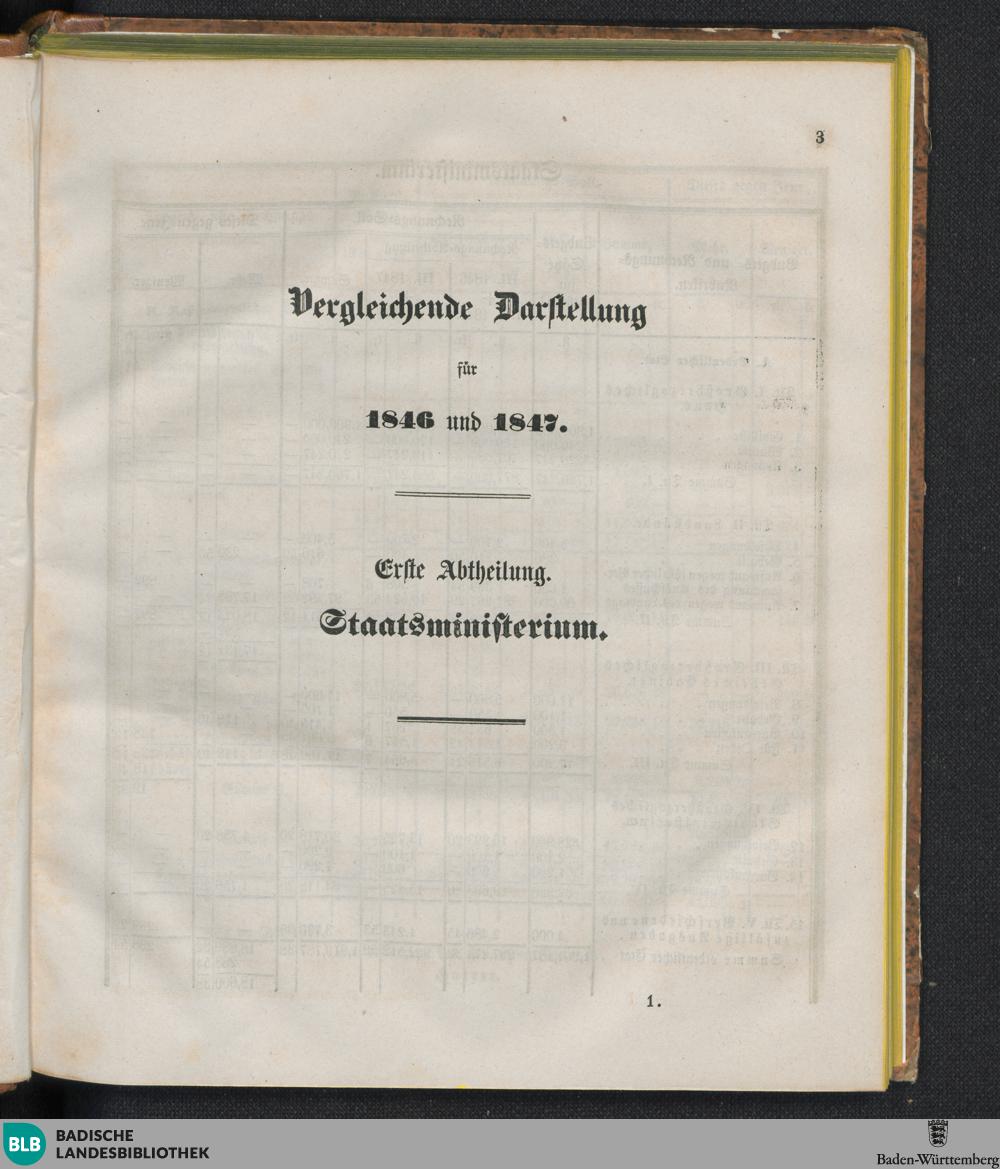 3
Vergleichende Darstellung
für
1846 und 1847.
Erste Abtheilung.
Staatsministerium.
1.
BLB
BADISCHE
LANDESBIBLIOTHEK
Baden-Württemberg